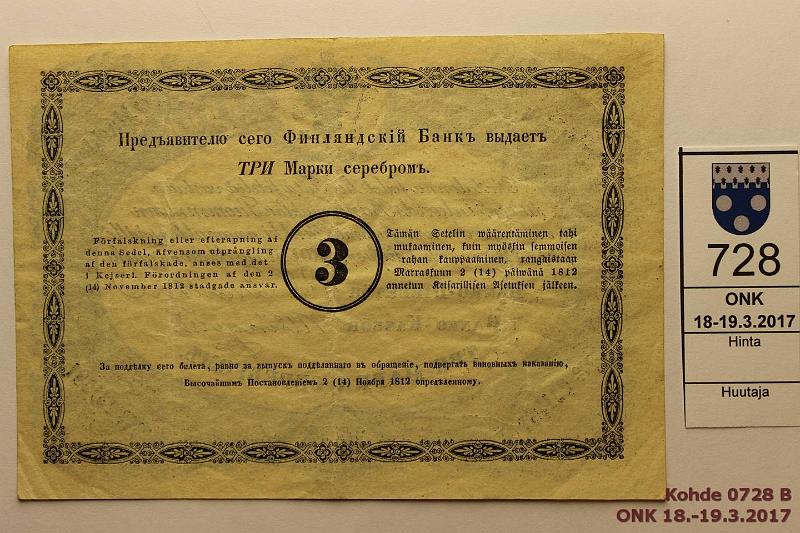 Предъявителю сего Финляндскій Банкъ выдаетъ
ТРИ Марки серебромъ.
Förfalskning eller efterapning af
denna Sedel, äfvensom utprångling
af den förfalskade, anses med det
i Kejserl. Förordningen af den 2
(14) November 1812 stadgade ansvar.
3
Tämän Setelin wäärentäminen, tahi
mukaaminen, kuin myöskin semmoisen
rahan kauppaaminen, rangaistaan
Marraskuun 2 (14) päiwänä 1812
annetun Keisarillisen Asetuksen jälkeen.
За поддѣлку сего билета, равно за выпускъ поддѣланнаго въ обращеніе, подвергать виновныхъ наказанію,
Высочайшимъ Постановленіемъ 2 (14) Ноября 1812 опредѣленному.
728
ONK
18-19.3.2017
Hinta
Huutaja
Kohde 0728 B
ONK 18.-19.3.2017